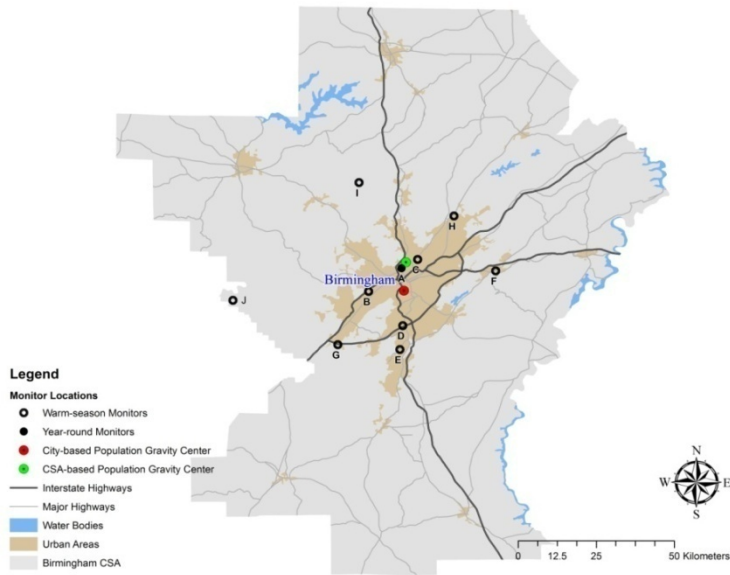 I
H
C
A
Birmingham
F
B
J
D
G
E
Legend
Monitor Locations
Warm-season Monitors
Year-round Monitors
City-based Population Gravity Center
CSA-based Population Gravity Center
Interstate Highways
Major Highways
Water Bodies
Urban Areas
Birmingham CSA
N
W E
S
0 12.5 25 50 Kilometers